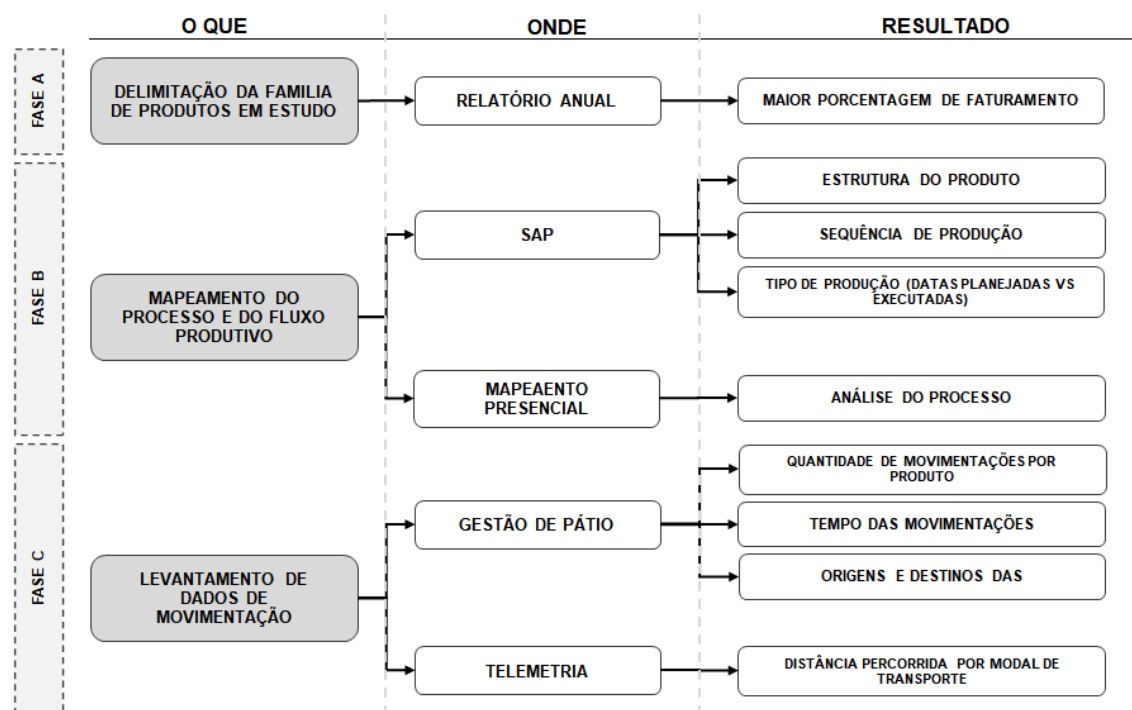 O QUE
ONDE
RESULTADO
FASE A
DELIMITAÇÃO DA FAMILIA
DE PRODUTOS EM ESTUDO
RELATÓRIO ANUAL
MAIOR PORCENTAGEM DE FATURAMENTO
FASE B
MAPEAMENTO DO
PROCESSO E DO FLUXO
PRODUTIVO
SAP
ESTRUTURA DO PRODUTO
SEQUÊNCIA DE PRODUÇÃO
TIPO DE PRODUÇÃO (DATAS PLANEJADAS VS
EXECUTADAS)
MAPEAENTO
PRESENCIAL
ANÁLISE DO PROCESSO
FASE C
LEVANTAMENTO DE
DADOS DE
MOVIMENTAÇÃO
GESTÃO DE PÁTIO
QUANTIDADE DE MOVIMENTAÇÕES POR
PRODUTO
TEMPO DAS MOVIMENTAÇÕES
ORIGENS E DESTINOS DAS
TELEMETRIA
DISTÂNCIA PERCORRIDA POR MODAL DE
TRANSPORTE